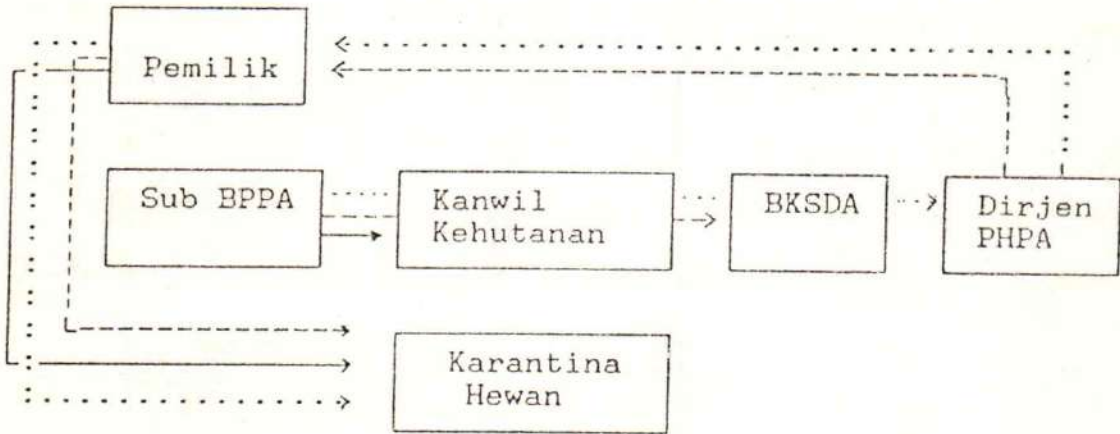 Pemilik
Sub BPPA
Kanwil
Kehutanan
BKSDA
Dirjen
PHPA
Karantina
Hewan